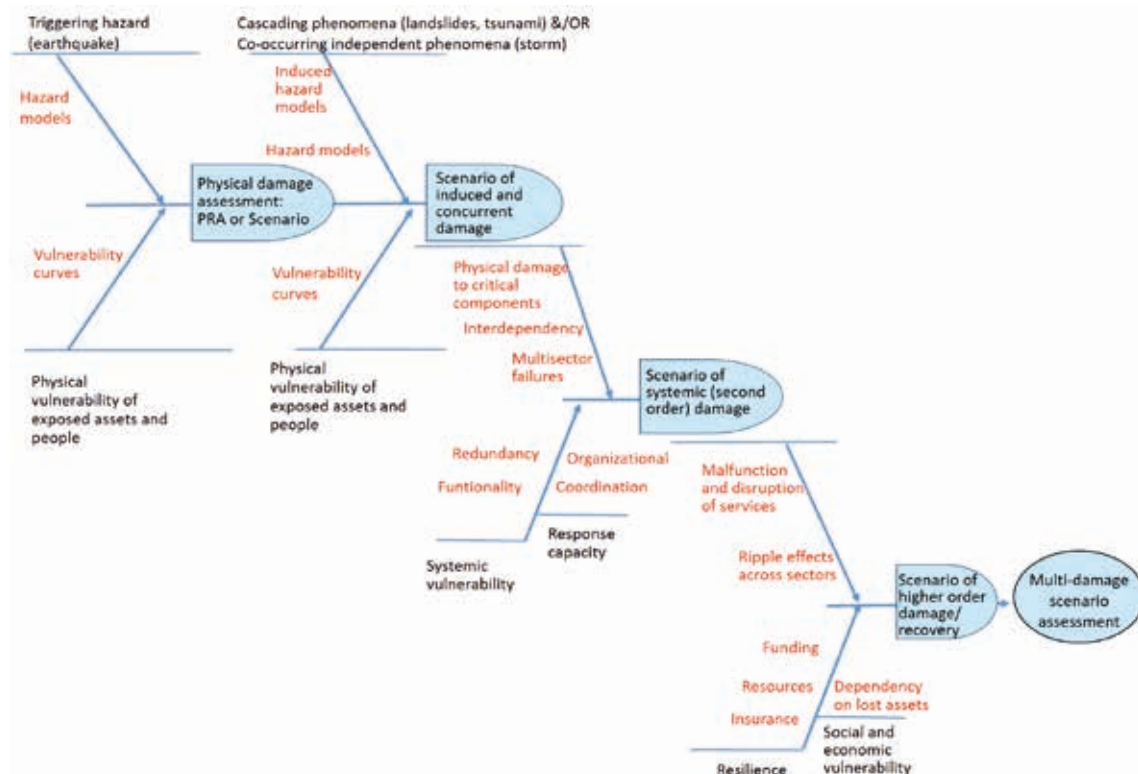 Triggering hazard
(earthquake)
Cascading phenomena (landslides, tsunami) &/OR
Co-occurring independent phenomena (storm)
Hazard
models
Induced
hazard
models
Hazard models
Physical damage
assessment:
PRA or Scenario
Scenario of
induced and
concurrent
damage
Vulnerability
curves
Vulnerability
curves
Physical damage
to critical
components
Interdependency
Multisector
failures
Physical
vulnerability of
exposed assets and
people
Physical
vulnerability of
exposed assets and
people
Scenario of
systemic (second
order) damage
Redundancy
Funtionality
Organizational
Coordination
Systemic
vulnerability
Response
capacity
Malfunction
and disruption
of services
Ripple effects
across sectors
Scenario of
higher order
damage/
recovery
Multi-damage
scenario
assessment
Funding
Resources
Insurance
Dependency
on lost assets
Resilience
Social and
economic
vulnerability